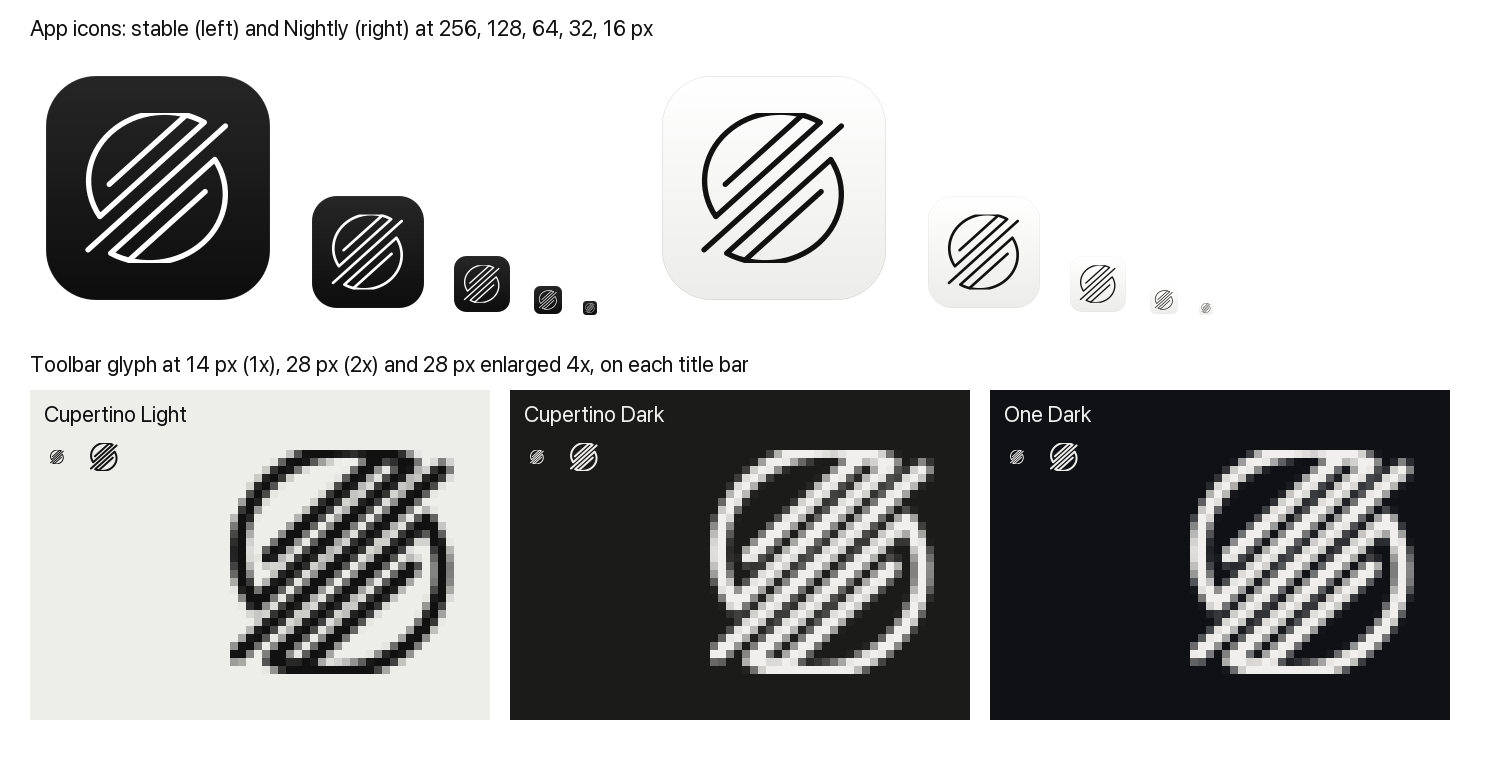 App icons: stable (left) and Nightly (right) at 256, 128, 64, 32, 16 px
Toolbar glyph at 14 px (1x), 28 px (2x) and 28 px enlarged 4x, on each title bar
Cupertino Light
Cupertino Dark
One Dark